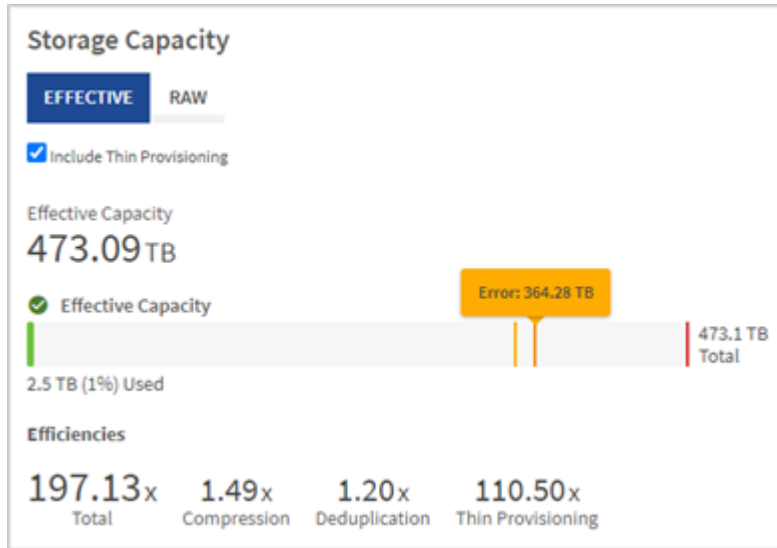 Storage Capacity
EFFECTIVE RAW
Include Thin Provisioning
Effective Capacity
473.09 TB
Error: 364.28 TB
Effective Capacity
473.1 TB
Total
2.5 TB (1%) Used
Efficiencies
197.13x 1.49x 1.20x 110.50x
Total Compression Deduplication Thin Provisioning